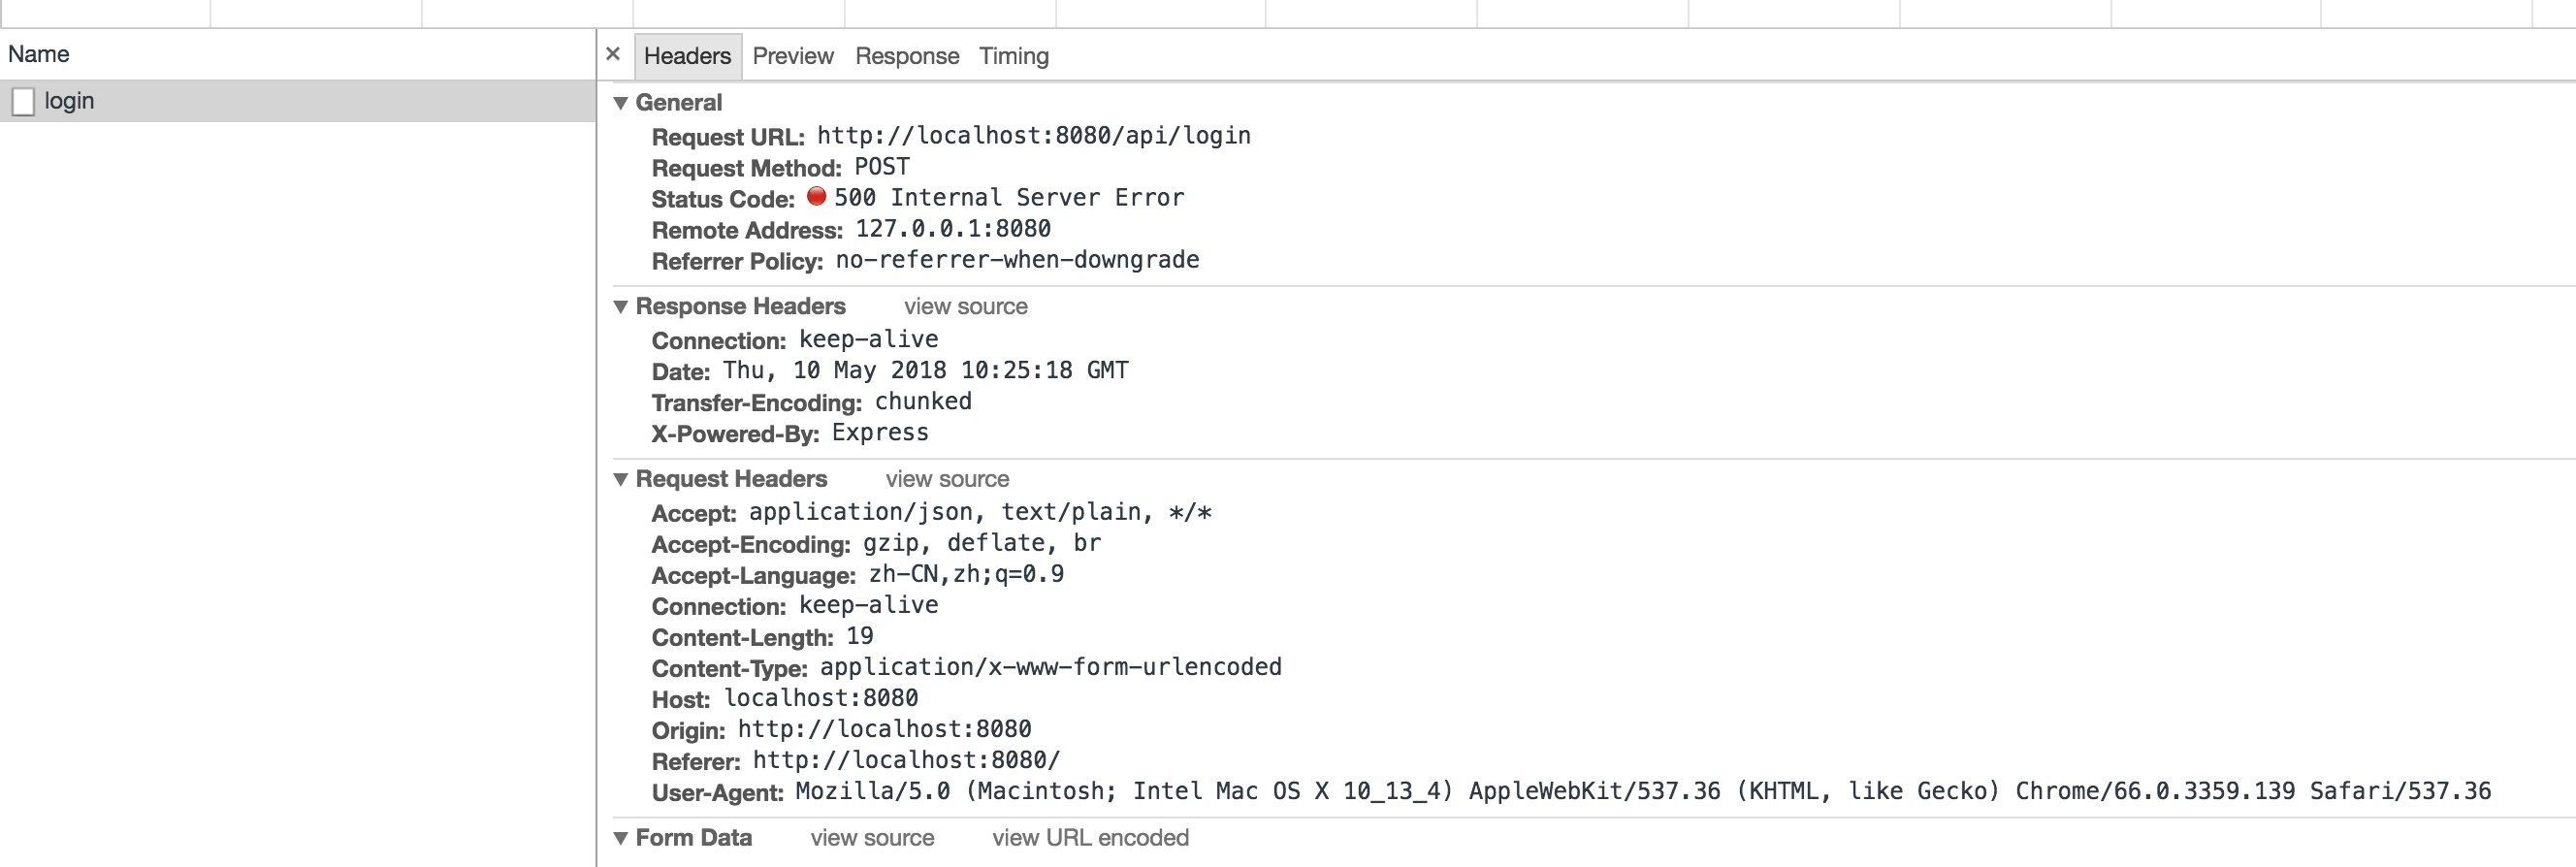 Name
login
× Headers Preview Response Timing
▼ General
Request URL: http://localhost:8080/api/login
Request Method: POST
Status Code: 500 Internal Server Error
Remote Address: 127.0.0.1:8080
Referrer Policy: no-referrer-when-downgrade
▼ Response Headers view source
Connection: keep-alive
Date: Thu, 10 May 2018 10:25:18 GMT
Transfer-Encoding: chunked
X-Powered-By: Express
▼ Request Headers view source
Accept: application/json, text/plain, */*
Accept-Encoding: gzip, deflate, br
Accept-Language: zh-CN,zh;q=0.9
Connection: keep-alive
Content-Length: 19
Content-Type: application/x-www-form-urlencoded
Host: localhost:8080
Origin: http://localhost:8080
Referer: http://localhost:8080/
User-Agent: Mozilla/5.0 (Macintosh; Intel Mac OS X 10_13_4) AppleWebKit/537.36 (KHTML, like Gecko) Chrome/66.0.3359.139 Safari/537.36
▼ Form Data view source view URL encoded